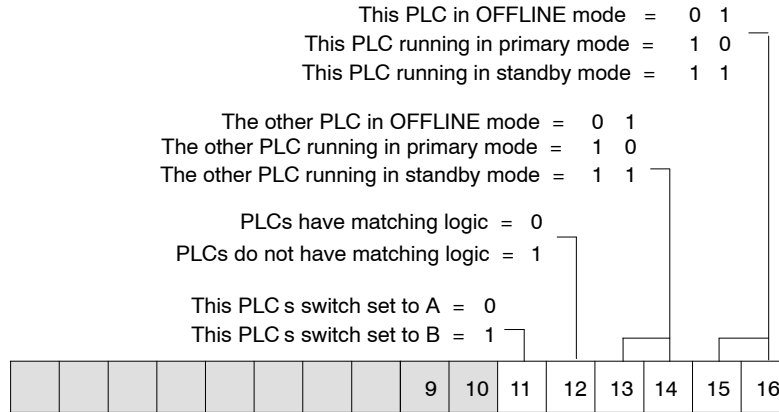 This PLC in OFFLINE mode = 0 1
This PLC running in primary mode = 1 0
This PLC running in standby mode = 1 1
The other PLC in OFFLINE mode = 0 1
The other PLC running in primary mode = 1 0
The other PLC running in standby mode = 1 1
PLCs have matching logic = 0
PLCs do not have matching logic = 1
This PLC s switch set to A = 0
This PLC s switch set to B = 1
9 10 11 12 13 14 15 16